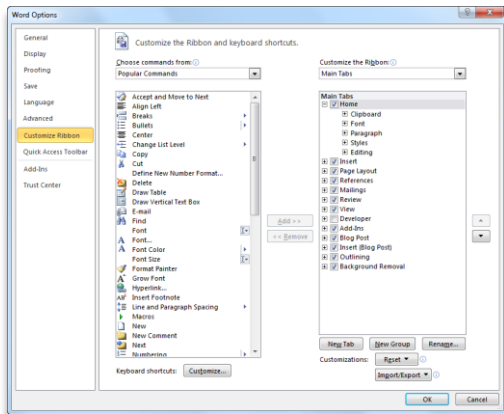 Word Options
General
Display
Proofing
Save
Language
Advanced
Customize Ribbon
Quick Access Toolbar
Add-Ins
Trust Center
Customize the Ribbon and keyboard shortcuts.
Choose commands from:
Popular Commands
Accept and Move to Next
Align Left
Breaks
Bullets
Center
Change List Level
Copy
Cut
Define New Number Format...
Delete
Draw Table
Draw Vertical Text Box
E-mail
Find
Font
Font...
Font Color
Font Size
Format Painter
Grow Font
Hyperlink...
Insert Footnote
Line and Paragraph Spacing
Macros
New
New Comment
Next
Numbering
Keyboard shortcuts: Customize...
Add >>
<< Remove
Customize the Ribbon:
Main Tabs
Main Tabs
Home
Clipboard
Font
Paragraph
Styles
Editing
Insert
Page Layout
References
Mailings
Review
View
Developer
Add-Ins
Blog Post
Insert (Blog Post)
Outlining
Background Removal
New Tab New Group Rename...
Customizations: Reset
Import/Export
OK Cancel